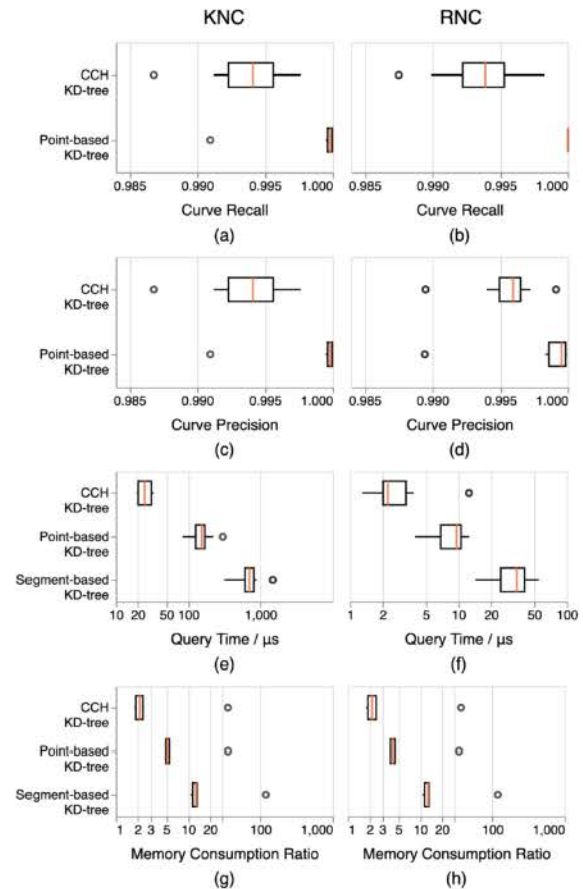 KNC RNC
CCH
KD-tree
Point-based
KD-tree
0.985 0.990 0.995 1.000 0.985 0.990 0.995 1.000
Curve Recall Curve Recall
(a) (b)
CCH
KD-tree
Point-based
KD-tree
0.985 0.990 0.995 1.000 0.985 0.990 0.995 1.000
Curve Precision Curve Precision
(c) (d)
CCH
KD-tree
Point-based
KD-tree
Segment-based
KD-tree
10 20 50 100 1,000 1 2 5 10 20 50 100
Query Time / µs Query Time / µs
(e) (f)
CCH
KD-tree
Point-based
KD-tree
Segment-based
KD-tree
1 2 3 5 10 20 100 1,000 1 2 3 5 10 20 100 1,000
Memory Consumption Ratio Memory Consumption Ratio
(g) (h)